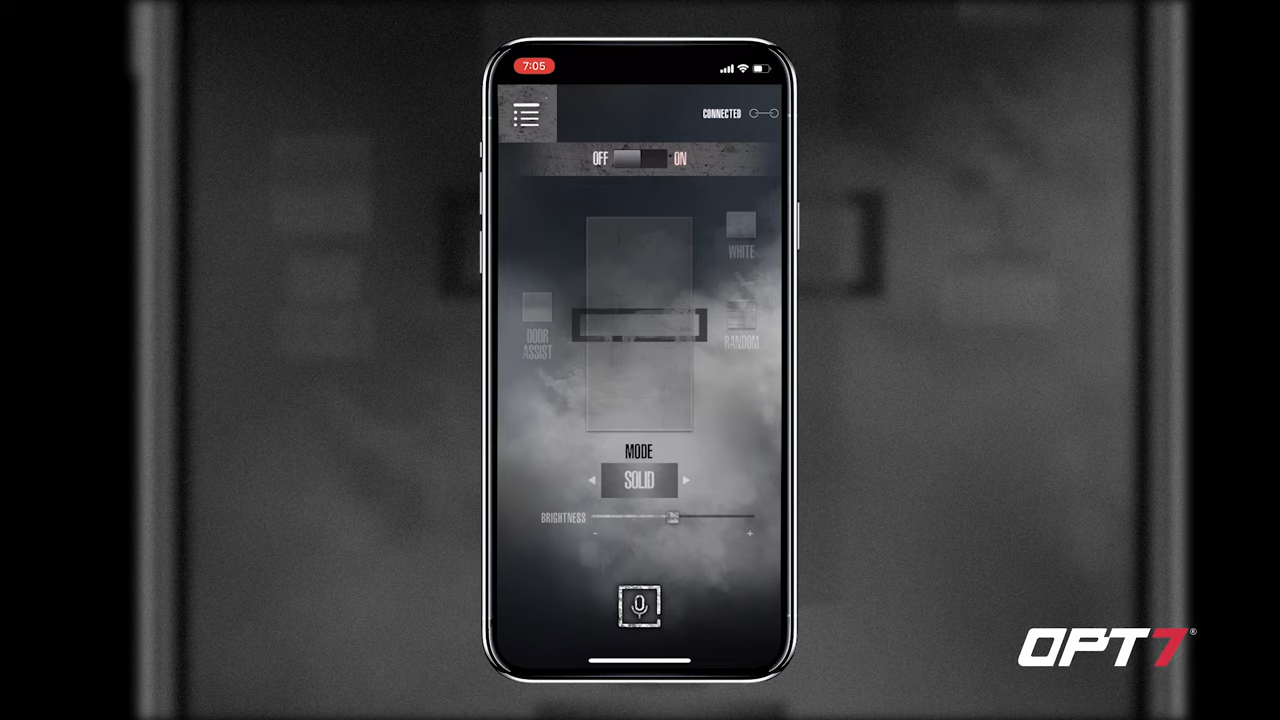 7:05
CONNECTED
OFF ON
WHITE
DOOR
ASSIST
RANDOM
MODE
SOLID
BRIGHTNESS
- +
OPT7®